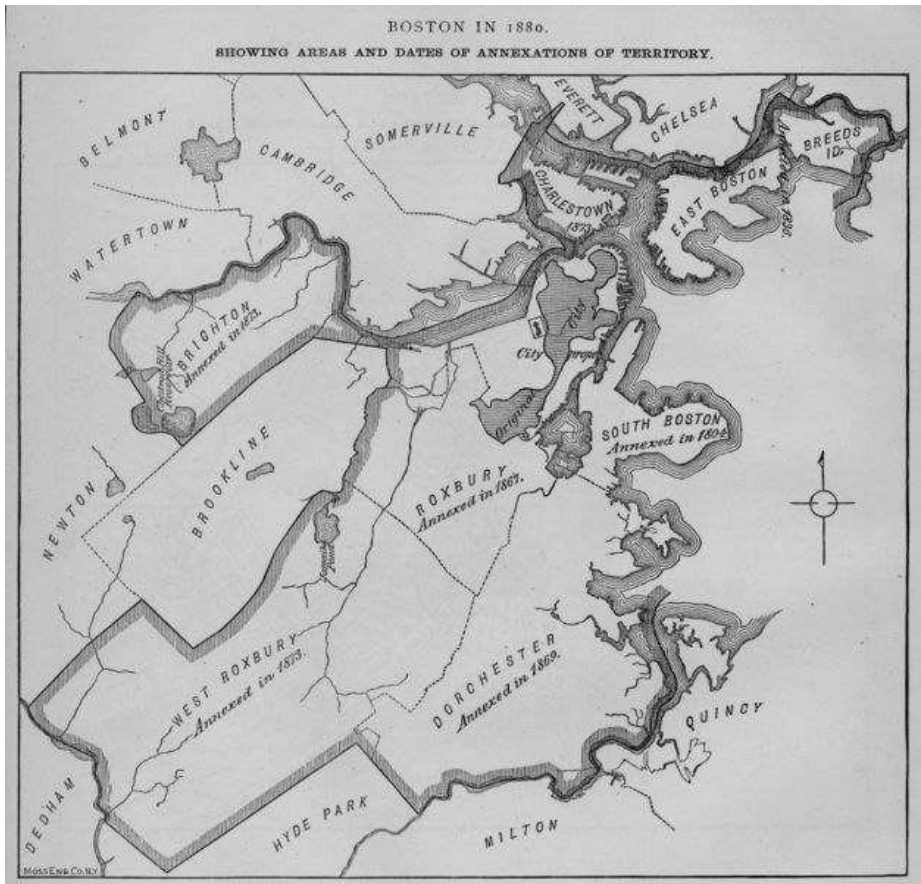 BOSTON IN 1880.
SHOWING AREAS AND DATES OF ANNEXATIONS OF TERRITORY.
BELMONT
SOMERVILLE
EVERETT
CHELSEA
BREEDS
ID.
CAMBRIDGE
WATERTOWN
CHARLESTOWN
EAST BOSTON
BRIGHTON
Annexed in 1873.
City
City proper
Original
SOUTH BOSTON
Annexed in 1804.
BROOKLINE
NEWTON
ROXBURY
Annexed in 1867.
WEST ROXBURY
Annexed in 1873.
DORCHESTER
Annexed in 1869.
QUINCY
DEDHAM
HYDE PARK
MILTON
MOSS ENG. CO. N.Y